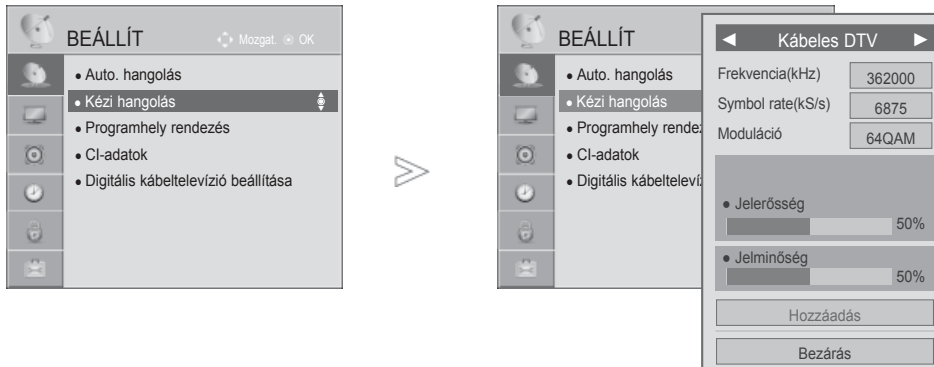 BEÁLLÍT
Mozgat. OK
• Auto. hangolás
• Kézi hangolás
• Programhely rendezés
• CI-adatok
• Digitális kábeltelevízió beállítása
BEÁLLÍT
• Auto. hangolás
• Kézi hangolás
• Programhely rende
• CI-adatok
• Digitális kábeltelevíz
◄ Kábeles DTV ►
Frekvencia(kHz) 362000
Symbol rate(kS/s) 6875
Moduláció 64QAM
• Jelerősség
50%
• Jelminőség
50%
Hozzáadás
Bezárás